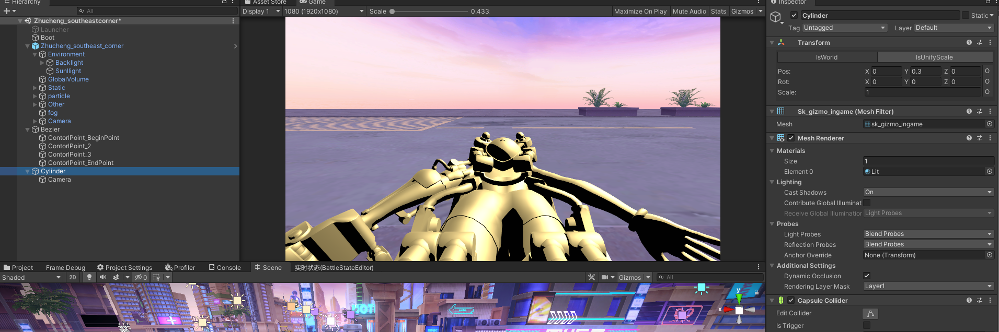 Hierarchy
All
Zhucheng_southeastcorner*
Launcher
Boot
Zhucheng_southeast_corner
Environment
Backlight
Sunllight
GlobalVolume
Static
particle
Other
fog
Camera
Bezier
ContorlPoint_BeginPoint
ContorlPoint_2
ContorlPoint_3
ContorlPoint_EndPoint
Cylinder
Camera
Asset Store Game
Display 1 1080 (1920x1080) Scale 0.433 Maximize On Play Mute Audio Stats Gizmos
Project Frame Debug Project Settings Profiler Console Scene 实时状态(BattleStateEditor)
Shaded 2D 0 Gizmos All
y
x
Inspector
Cylinder Static
Tag Untagged Layer Default
Transform
IsWorld IsUnifyScale
Pos: X 0 Y 0.3 Z 0 O
Rot: X 0 Y 0 Z 0 O
Scale: 1 O
Sk_gizmo_ingame (Mesh Filter)
Mesh sk_gizmo_ingame
Mesh Renderer
Materials
Size 1
Element 0 Lit
Lighting
Cast Shadows On
Contribute Global Illuminat
Receive Global Illumination Light Probes
Probes
Light Probes Blend Probes
Reflection Probes Blend Probes
Anchor Override None (Transform)
Additional Settings
Dynamic Occlusion
Rendering Layer Mask Layer1
Capsule Collider
Edit Collider
Is Trigger